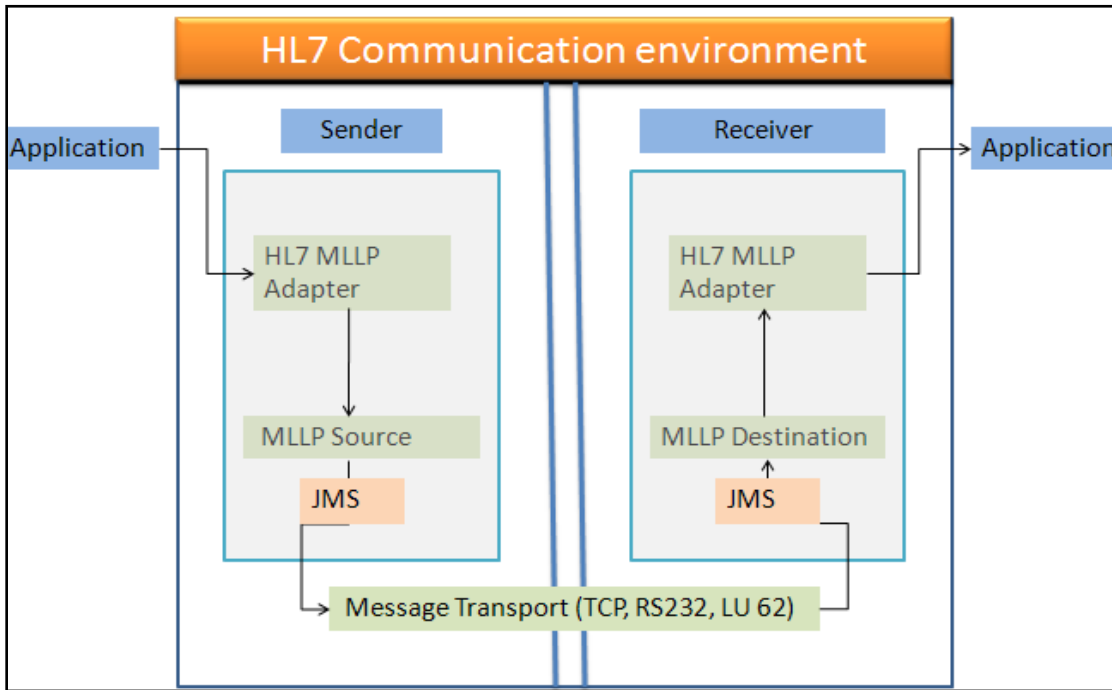 HL7 Communication environment
Sender
Receiver
Application
Application
HL7 MLLP
Adapter
HL7 MLLP
Adapter
MLLP Source
MLLP Destination
JMS
JMS
Message Transport (TCP, RS232, LU 62)